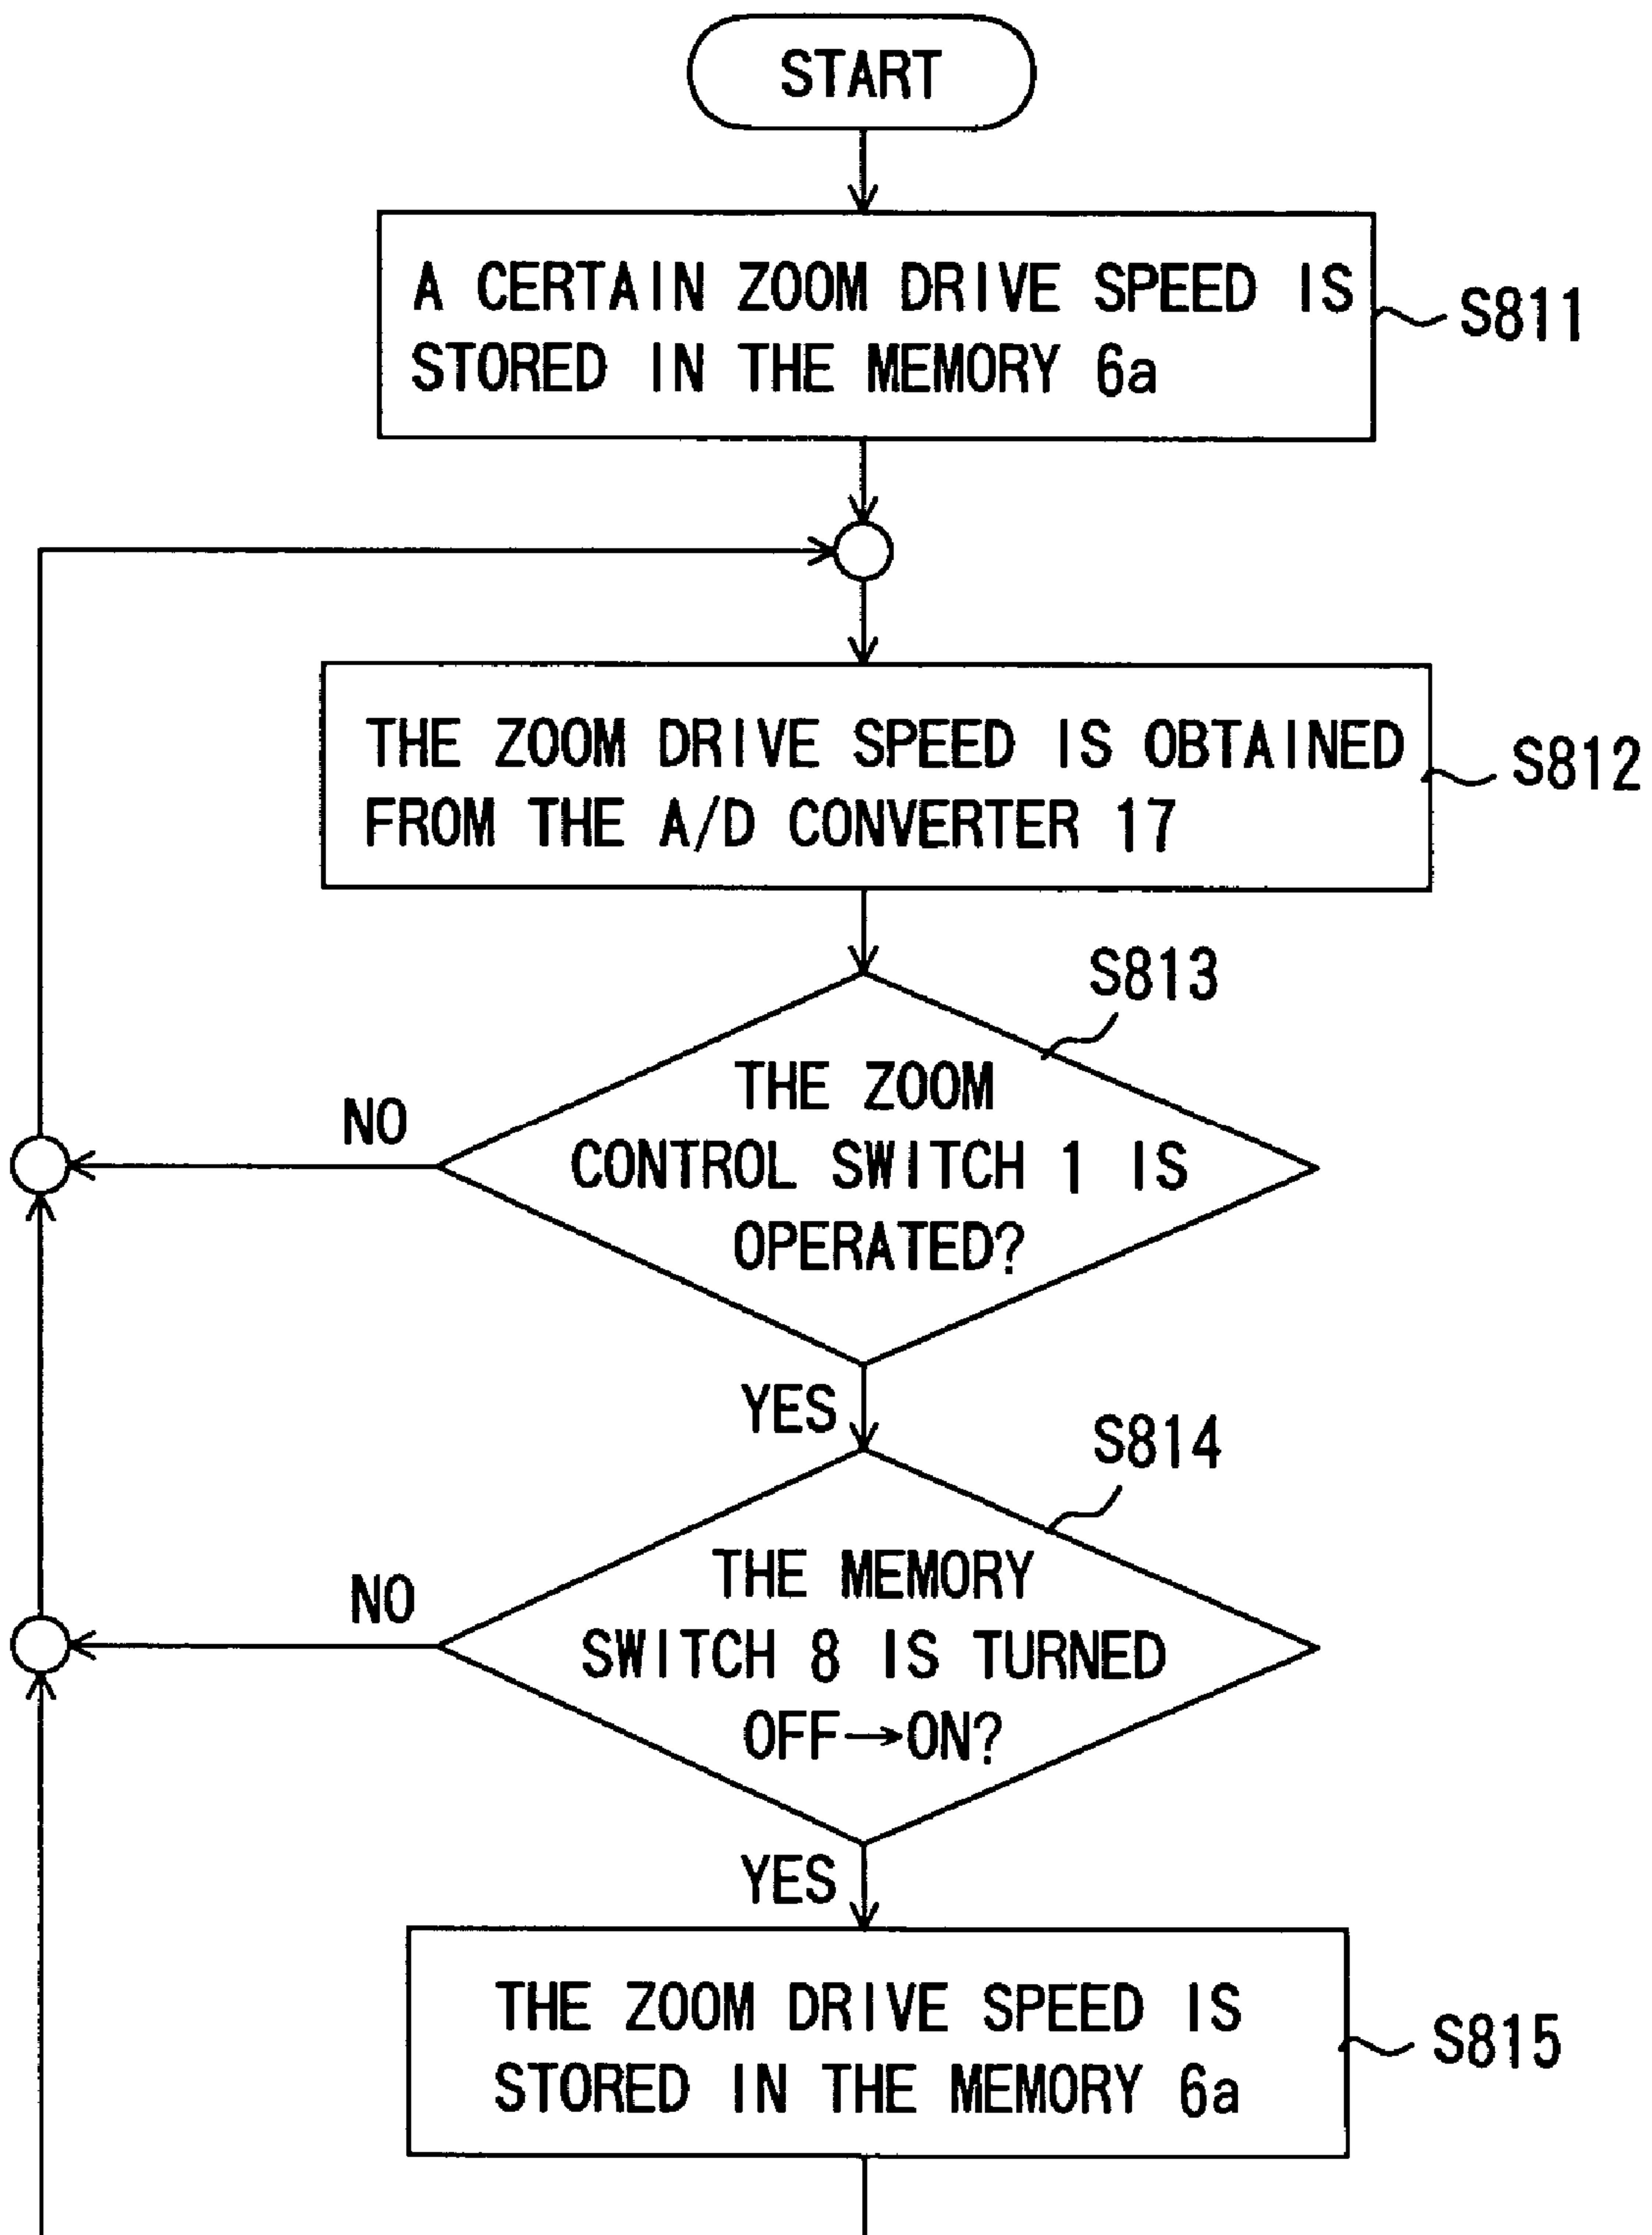 START
A CERTAIN ZOOM DRIVE SPEED IS
STORED IN THE MEMORY 6a
S811
THE ZOOM DRIVE SPEED IS OBTAINED
FROM THE A/D CONVERTER 17
S812
S813
THE ZOOM
CONTROL SWITCH 1 IS
OPERATED?
NO
YES
S814
THE MEMORY
SWITCH 8 IS TURNED
OFF→ON?
NO
YES
THE ZOOM DRIVE SPEED IS
STORED IN THE MEMORY 6a
S815